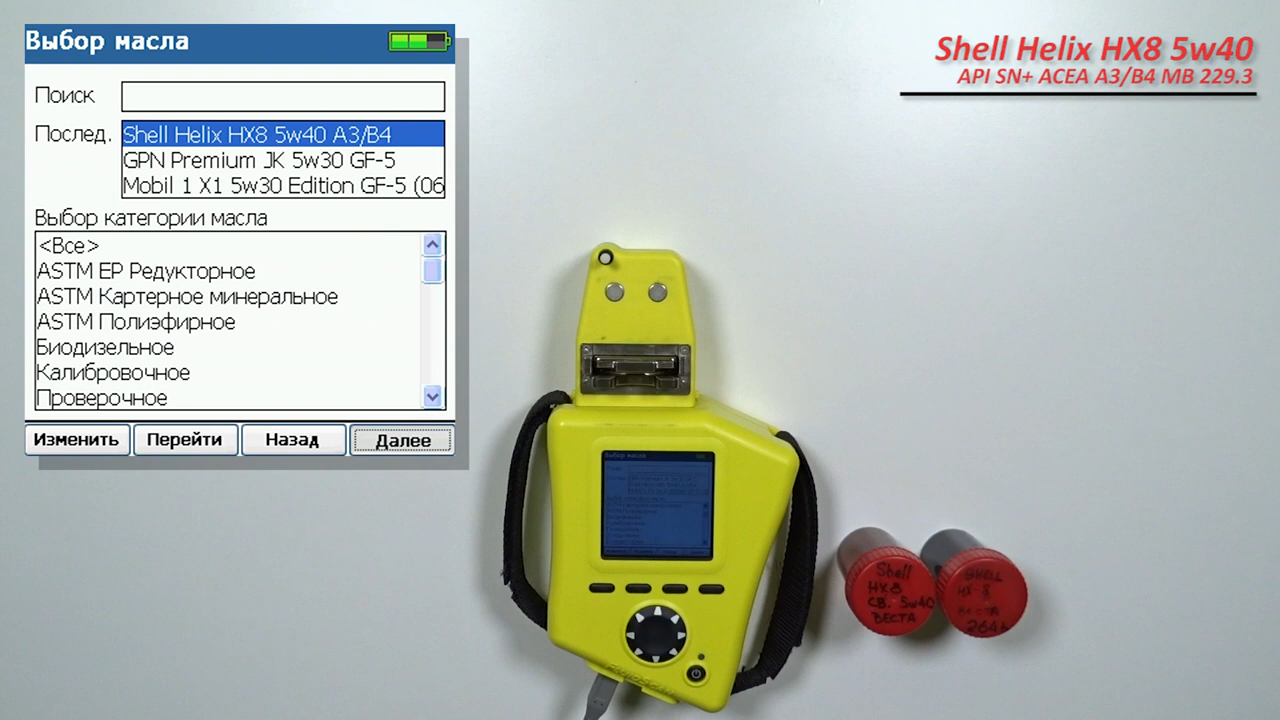 Выбор масла
Поиск
Послед.
Shell Helix HX8 5w40 A3/B4
GPN Premium JK 5w30 GF-5
Mobil 1 X1 5w30 Edition GF-5 (06
Выбор категории масла
<Все>
ASTM EP Редукторное
ASTM Картерное минеральное
ASTM Полиэфирное
Биодизельное
Калибровочное
Проверочное
Изменить
Перейти
Назад
Далее
Shell Helix HX8 5w40
API SN+ ACEA A3/B4 MB 229.3
Выбор масла
Shell
HX8
СВ. 5w40
ВЕСТА
SHELL
HX-8
ВЕСТА